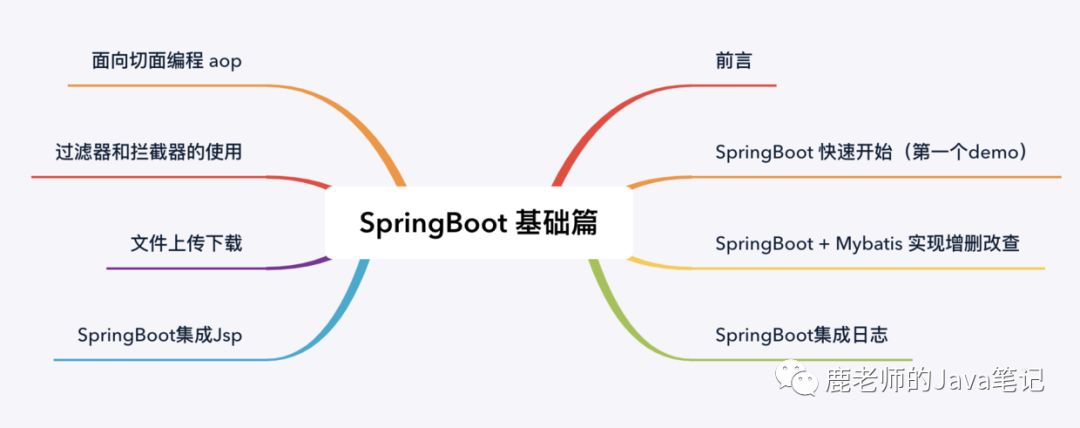 SpringBoot 基础篇
前言
SpringBoot 快速开始（第一个demo）
SpringBoot + Mybatis 实现增删改查
SpringBoot集成日志
面向切面编程 aop
过滤器和拦截器的使用
文件上传下载
SpringBoot集成Jsp
鹿老师的Java笔记